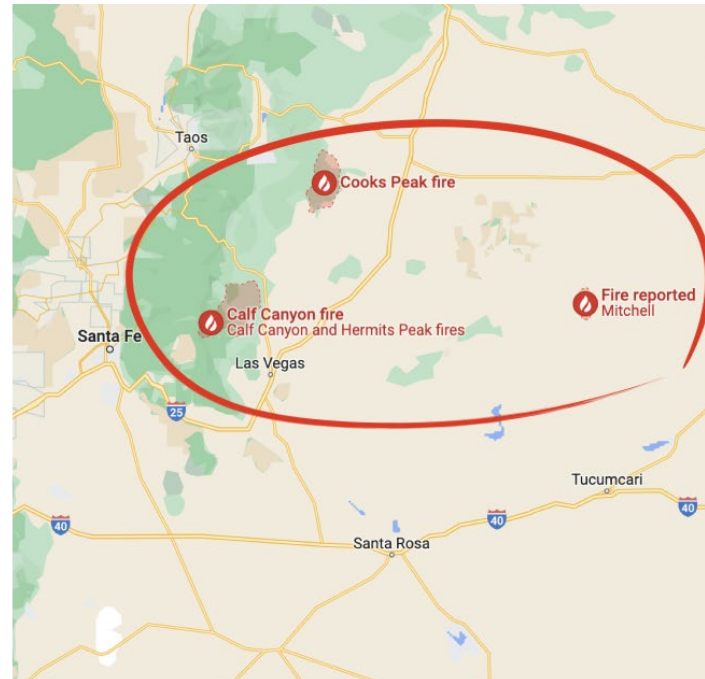 Taos
Cooks Peak fire
Fire reported
Mitchell
Calf Canyon fire
Calf Canyon and Hermits Peak fires
Santa Fe
Las Vegas
25
Tucumcari
40
40
40
Santa Rosa